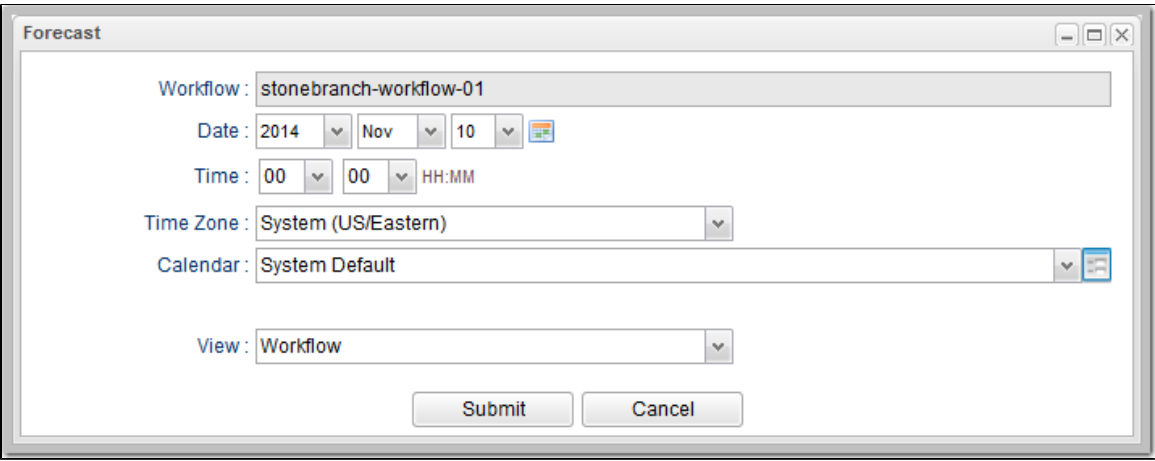 Forecast
Workflow : stonebranch-workflow-01
Date : 2014 Nov 10
Time : 00 00 HH:MM
Time Zone : System (US/Eastern)
Calendar : System Default
View : Workflow
Submit Cancel